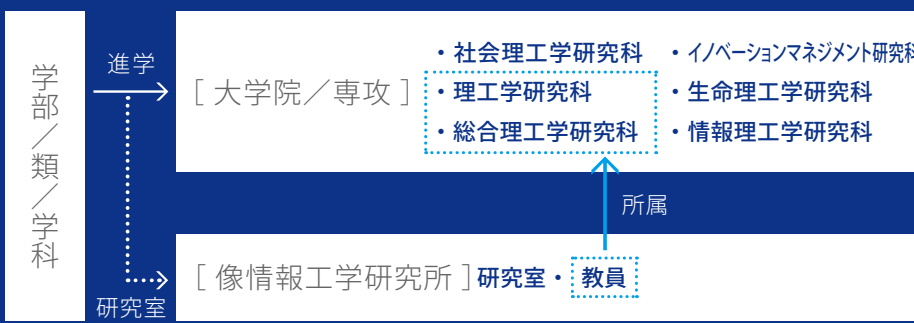 学部／類／学科
進学
[ 大学院／専攻 ]
・社会理工学研究科
・イノベーションマネジメント研究科
・理工学研究科
・生命理工学研究科
・総合理工学研究科
・情報理工学研究科
所属
[ 像情報工学研究所 ] 研究室・教員
研究室